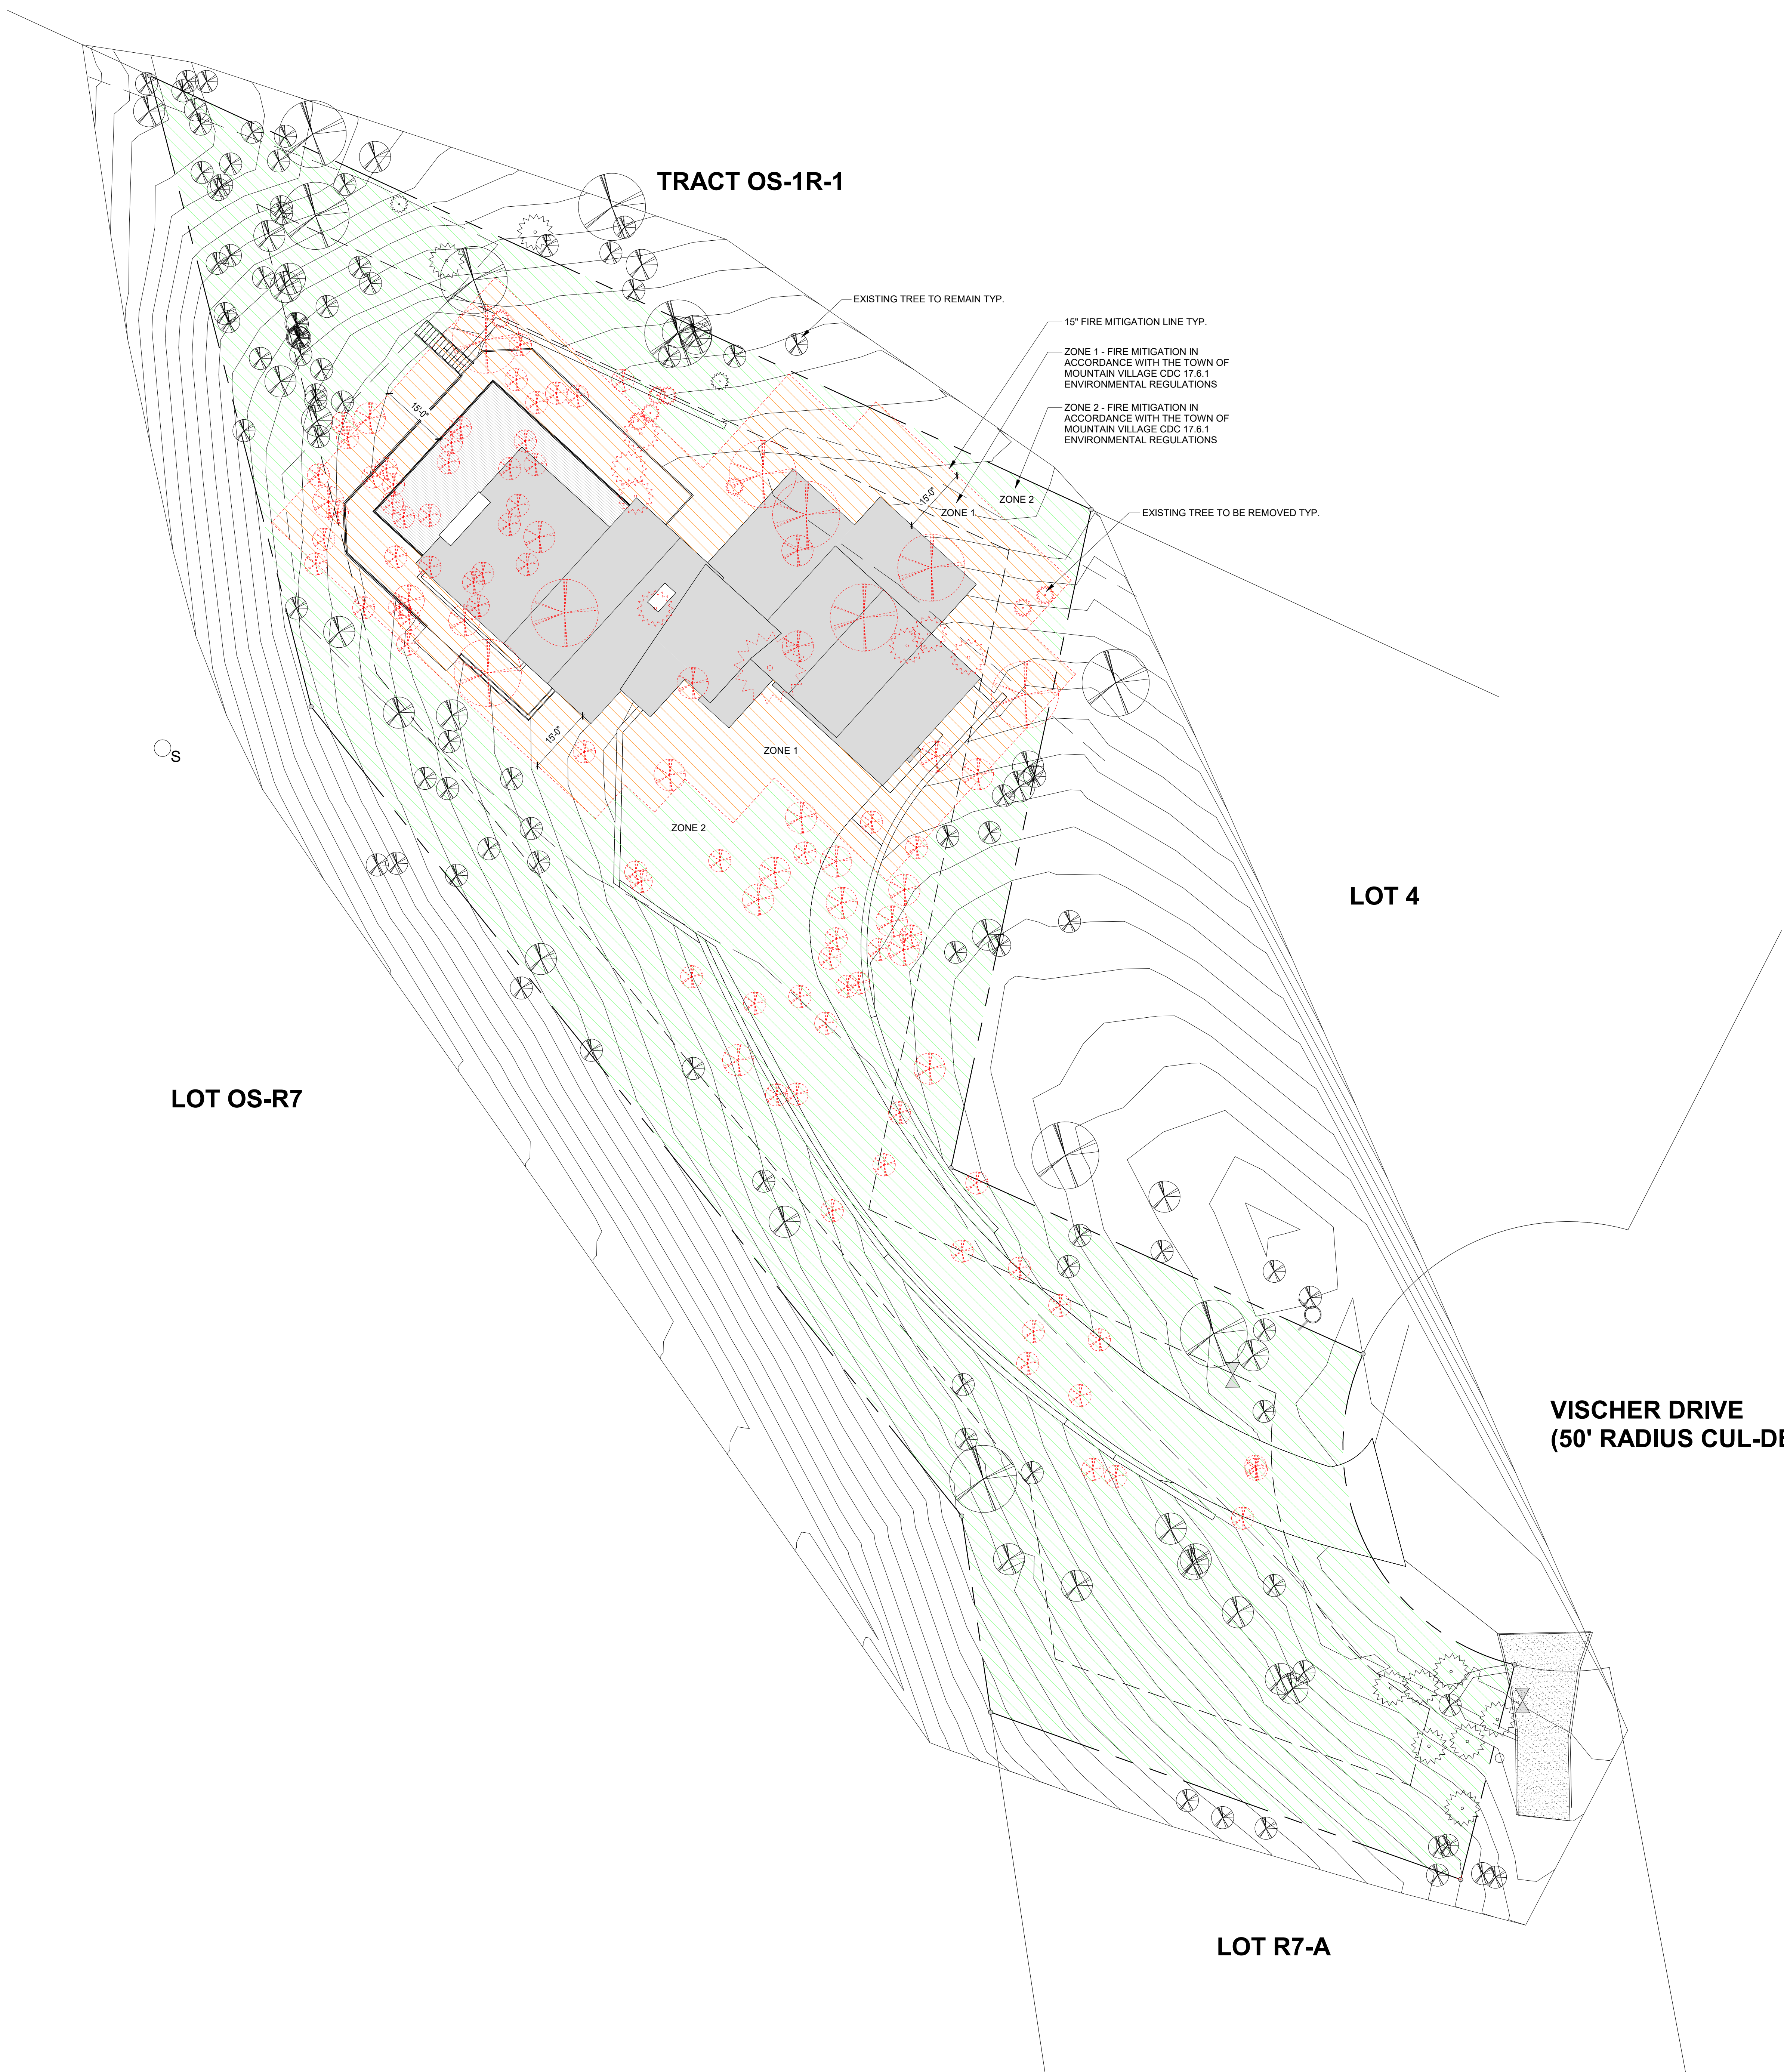 TRACT OS-1R-1
EXISTING TREE TO REMAIN TYP.
15" FIRE MITIGATION LINE TYP.
ZONE 1 - FIRE MITIGATION IN
ACCORDANCE WITH THE TOWN OF
MOUNTAIN VILLAGE CDC 17.6.1
ENVIRONMENTAL REGULATIONS
ZONE 2 - FIRE MITIGATION IN
ACCORDANCE WITH THE TOWN OF
MOUNTAIN VILLAGE CDC 17.6.1
ENVIRONMENTAL REGULATIONS
15'-0"
15'-0"
ZONE 2
ZONE 1
EXISTING TREE TO BE REMOVED TYP.
15'-0"
ZONE 1
S
ZONE 2
LOT 4
LOT OS-R7
VISCHER DRIVE
(50' RADIUS CUL-DE
LOT R7-A